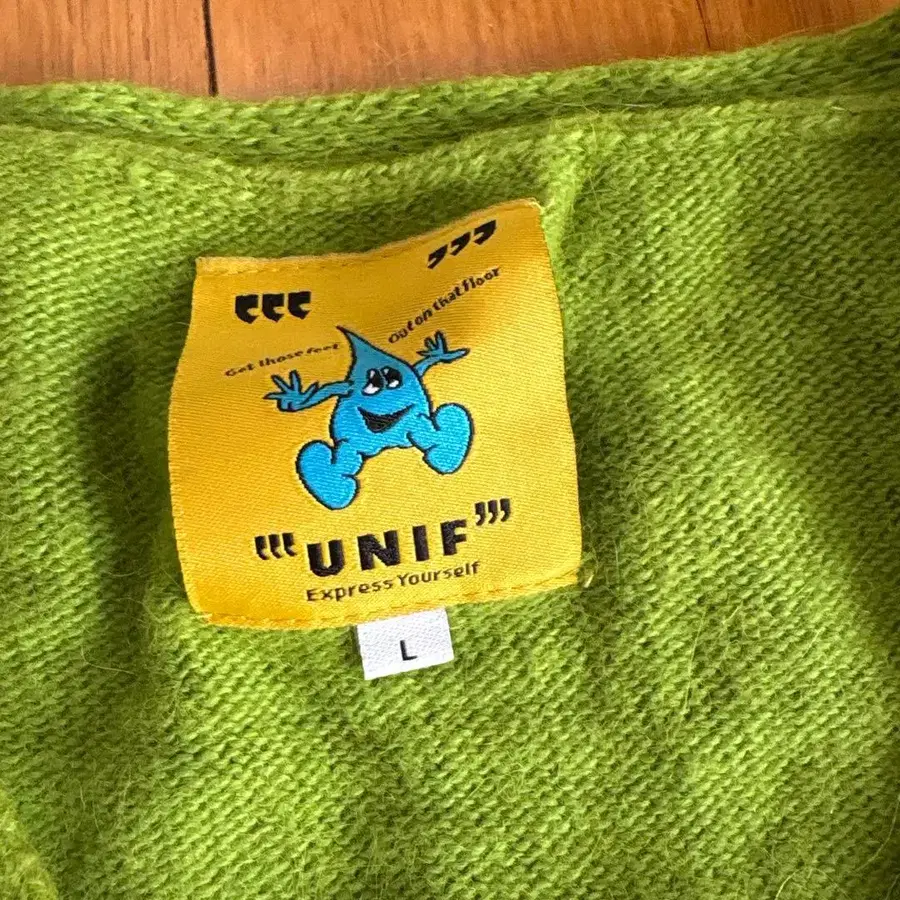 ‘‘‘ ’’’
Get those feet
Out on that floor
‘‘‘UNIF’’’
Express Yourself
L